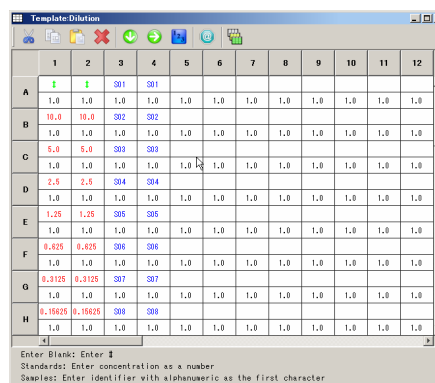 Template:Dilution
1 2 3 4 5 6 7 8 9 10 11 12
A ‡ ‡ S01 S01
1.0 1.0 1.0 1.0 1.0 1.0 1.0 1.0 1.0 1.0 1.0 1.0
B 10.0 10.0 S02 S02
1.0 1.0 1.0 1.0 1.0 1.0 1.0 1.0 1.0 1.0 1.0 1.0
C 5.0 5.0 S03 S03
1.0 1.0 1.0 1.0 1.0 1.0 1.0 1.0 1.0 1.0 1.0 1.0
D 2.5 2.5 S04 S04
1.0 1.0 1.0 1.0 1.0 1.0 1.0 1.0 1.0 1.0 1.0 1.0
E 1.25 1.25 S05 S05
1.0 1.0 1.0 1.0 1.0 1.0 1.0 1.0 1.0 1.0 1.0 1.0
F 0.625 0.625 S06 S06
1.0 1.0 1.0 1.0 1.0 1.0 1.0 1.0 1.0 1.0 1.0 1.0
G 0.3125 0.3125 S07 S07
1.0 1.0 1.0 1.0 1.0 1.0 1.0 1.0 1.0 1.0 1.0 1.0
H 0.15625 0.15625 S08 S08
1.0 1.0 1.0 1.0 1.0 1.0 1.0 1.0 1.0 1.0 1.0 1.0
Enter Blank: Enter ‡
Standards: Enter concentration as a number
Samples: Enter identifier with alphanumeric as the first character